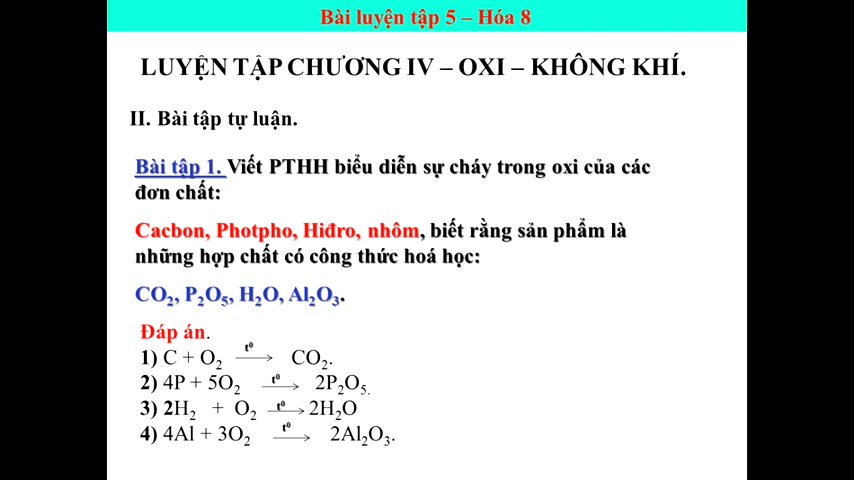 Bài luyện tập 5 – Hóa 8
LUYỆN TẬP CHƯƠNG IV – OXI – KHÔNG KHÍ.
II. Bài tập tự luận.
Bài tập 1. Viết PTHH biểu diễn sự cháy trong oxi của các
đơn chất:
Cacbon, Photpho, Hiđro, nhôm, biết rằng sản phẩm là
những hợp chất có công thức hoá học:
CO₂, P₂O₅, H₂O, Al₂O₃.
Đáp án.
1) C + O₂ t⁰→ CO₂.
2) 4P + 5O₂ t⁰→ 2P₂O₅.
3) 2H₂ + O₂ t⁰→ 2H₂O
4) 4Al + 3O₂ t⁰→ 2Al₂O₃.